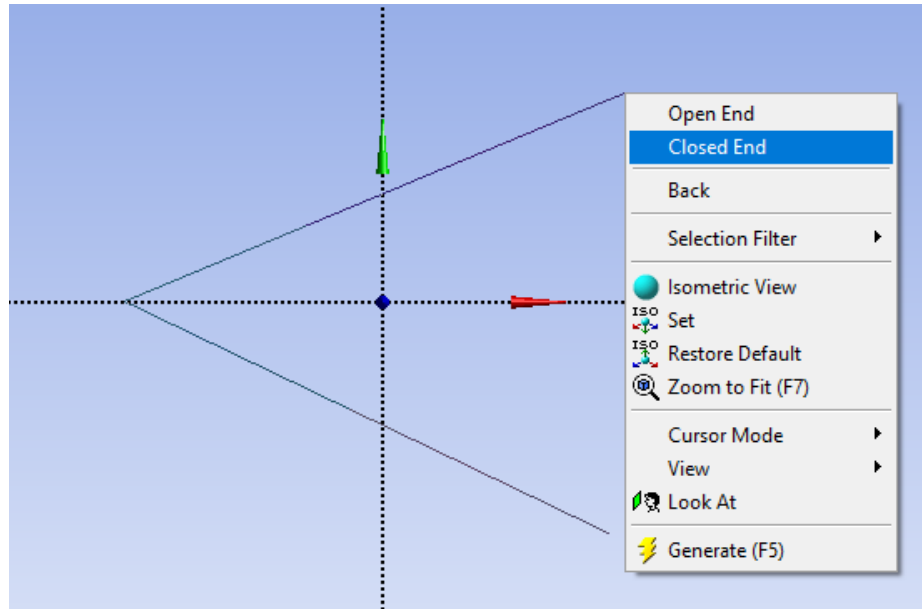 Open End
Closed End
Back
Selection Filter
Isometric View
ISO
Set
ISO
Restore Default
Zoom to Fit (F7)
Cursor Mode
View
Look At
Generate (F5)